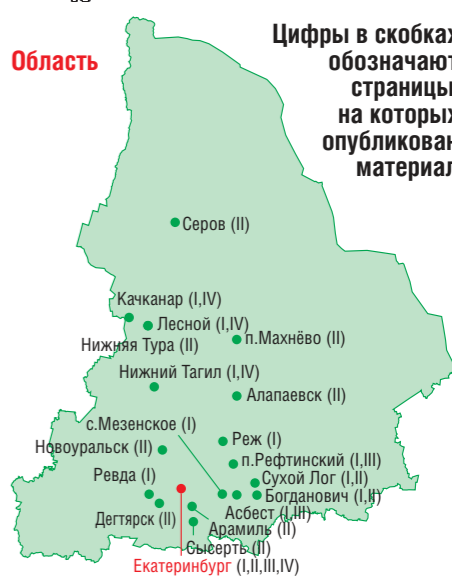 Область
Цифры в скобках
обозначают
страницы
на которых
опубликован
материал
Серов (II)
Качканар (I,IV)
Лесной (I,IV)
Нижняя Тура (II)
п.Махнёво (II)
Нижний Тагил (I,IV)
Алапаевск (II)
с.Мезенское (I)
Реж (I)
Новоуральск (II)
п.Рефтинский (I,III)
Ревда (I)
Сухой Лог (I,II)
Богданович (I,II)
Дегтярск (II)
Асбест (I,III)
Арамиль (II)
Сысерть (II)
Екатеринбург (I,II,III,IV)